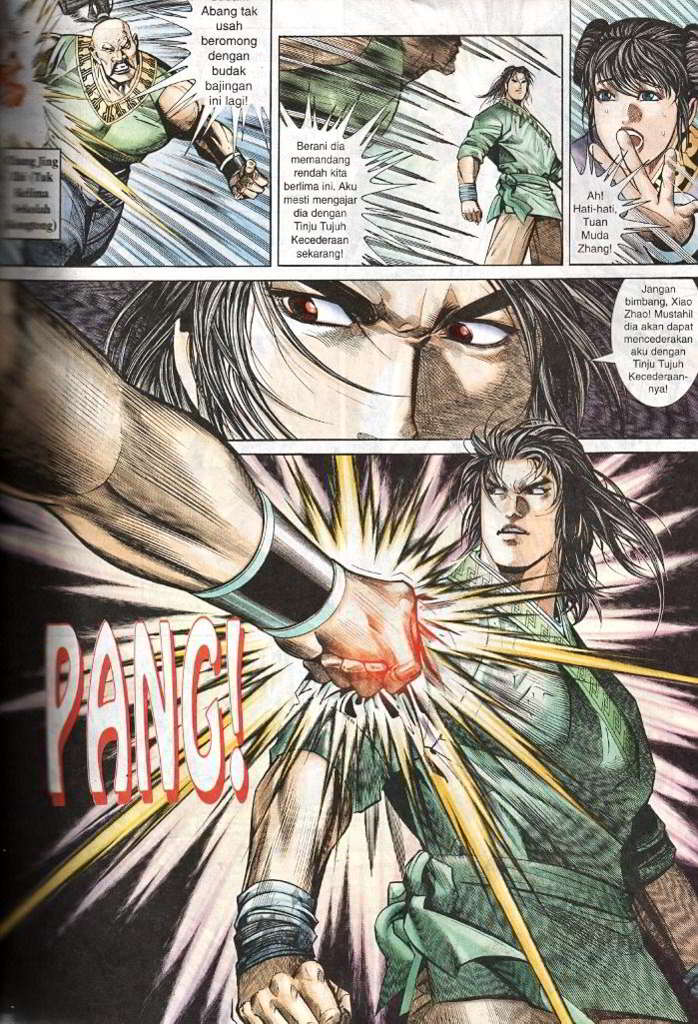 Abang tak
usah
beromong
dengan
budak
bajingan
ini lagi!
Berani dia
memandang
rendah kita
berlima ini. Aku
mesti mengajar
dia dengan
Tinju Tujuh
Kecederaan
sekarang!
Ah!
Hati-hati,
Tuan
Muda
Zhang!
Jangan
bimbang, Xiao
Zhao! Mustahil
dia akan dapat
mencederakan
aku dengan
Tinju Tujuh
Kecederaan-
nya!
PANG!